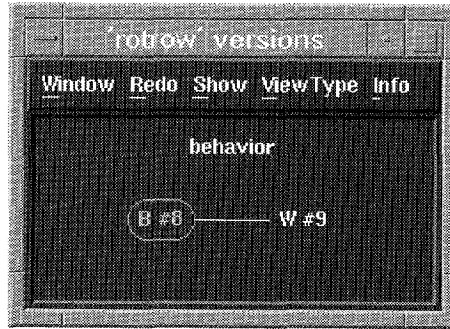 'rotrow' versions
Window Redo Show ViewType Info
behavior
B #8 W #9